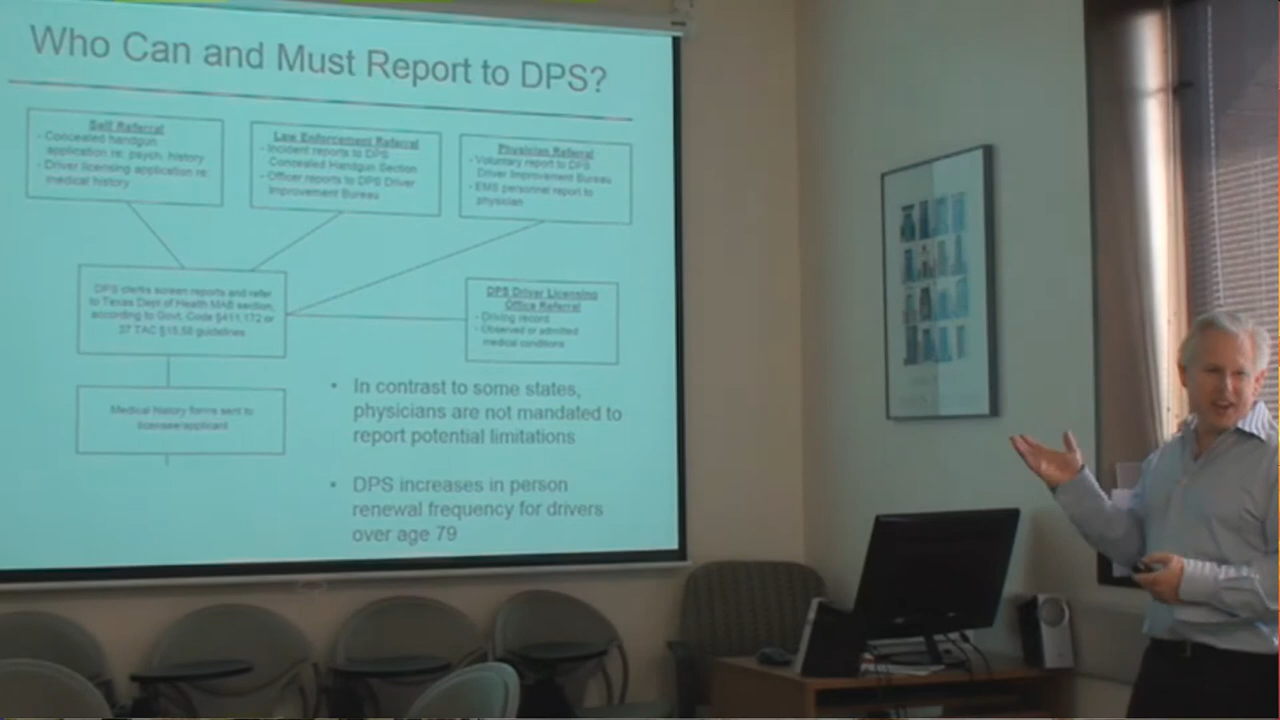 Who Can and Must Report to DPS?
Self Referral
- Concealed handgun
application re: psych. history
- Driver licensing application re:
medical history
Law Enforcement Referral
- Incident reports to DPS
Concealed Handgun Section
- Officer reports to DPS Driver
Improvement Bureau
Physician Referral
- Voluntary report to DPS
Driver Improvement Bureau
- EMS personnel report to
physician
DPS clerks screen reports and refer
to Texas Dept of Health MAB section,
according to Govt. Code §411.172 or
37 TAC §15.58 guidelines
DPS Driver Licensing
Office Referral
- Driving record
- Observed or admitted
medical conditions
Medical history forms sent to
licensee/applicant
• In contrast to some states,
physicians are not mandated to
report potential limitations
• DPS increases in person
renewal frequency for drivers
over age 79